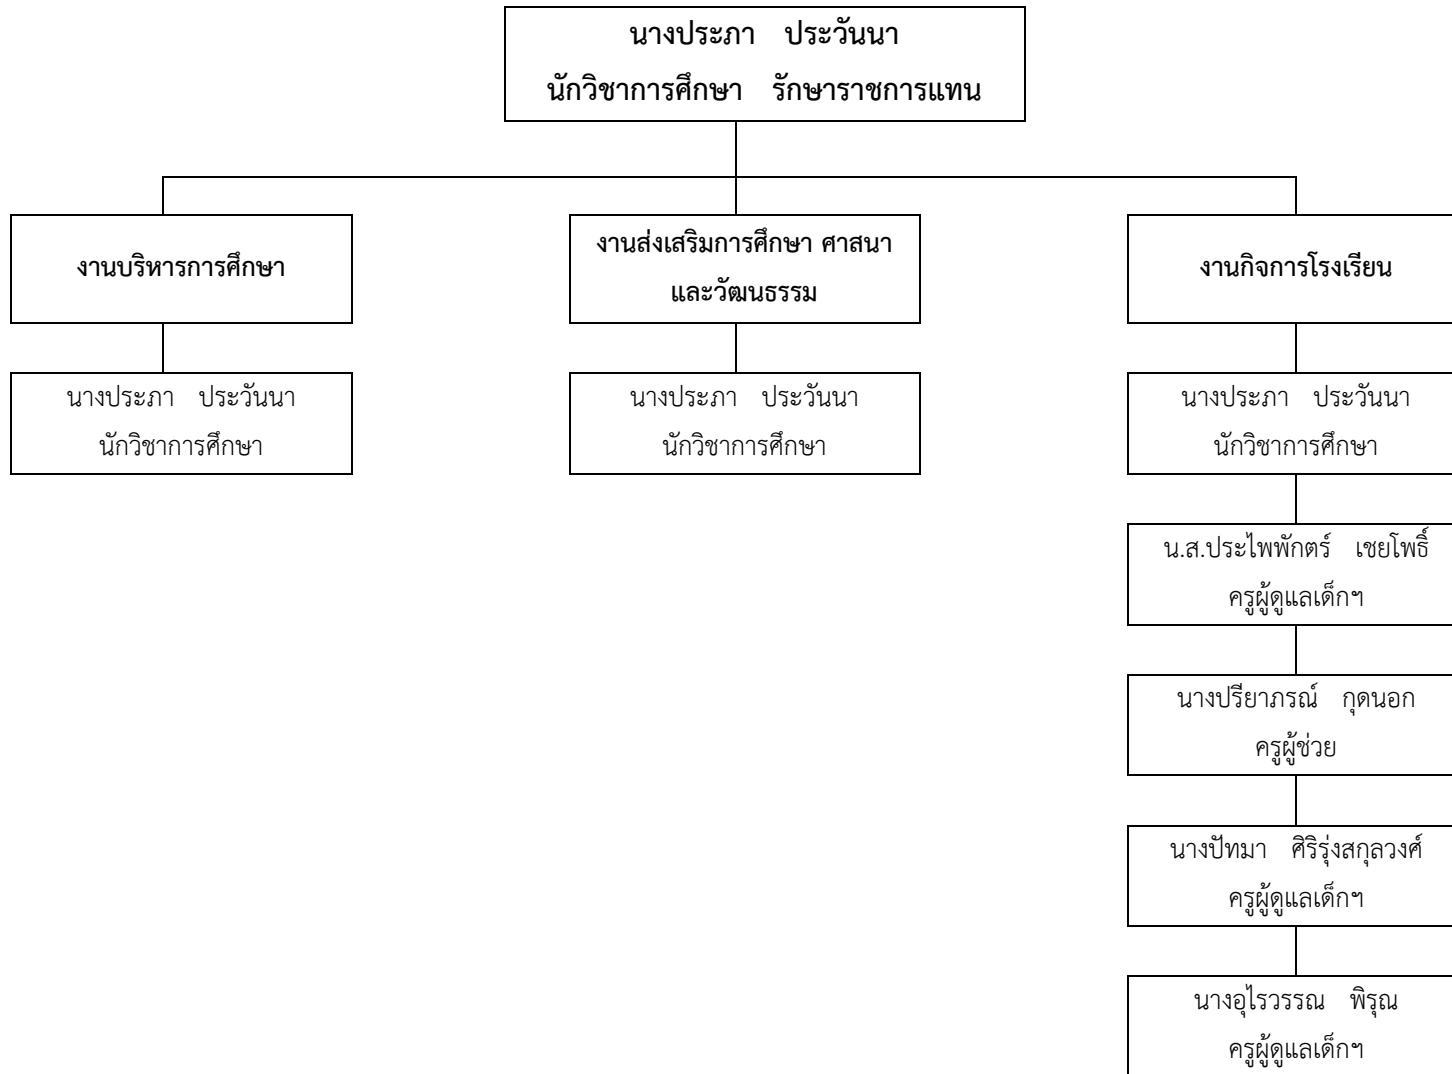 นางประภา ประวันนา
นักวิชาการศึกษา รักษาราชการแทน
งานบริหารการศึกษา
งานส่งเสริมการศึกษา ศาสนา
และวัฒนธรรม
งานกิจการโรงเรียน
นางประภา ประวันนา
นักวิชาการศึกษา
นางประภา ประวันนา
นักวิชาการศึกษา
นางประภา ประวันนา
นักวิชาการศึกษา
น.ส.ประไพพักตร์ เชยโพธิ์
ครูผู้ดูแลเด็กฯ
นางปรียาภรณ์ กุดนอก
ครูผู้ช่วย
นางปัทมา ศิริรุ่งสกุลวงศ์
ครูผู้ดูแลเด็กฯ
นางอุไรวรรณ พิรุณ
ครูผู้ดูแลเด็กฯ